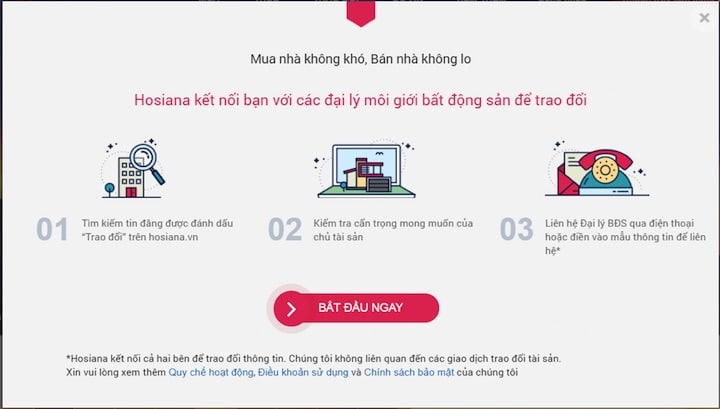 Mua nhà không khó, Bán nhà không lo
Hosiana kết nối bạn với các đại lý môi giới bất động sản để trao đổi
01
Tìm kiếm tin đăng được đánh dấu
“Trao đổi” trên hosiana.vn
02
Kiểm tra cẩn trọng mong muốn của
chủ tài sản
03
Liên hệ Đại lý BĐS qua điện thoại
hoặc điền vào mẫu thông tin để liên
hệ*
BẮT ĐẦU NGAY
*Hosiana kết nối cả hai bên để trao đổi thông tin. Chúng tôi không liên quan đến các giao dịch trao đổi tài sản.
Xin vui lòng xem thêm Quy chế hoạt động, Điều khoản sử dụng và Chính sách bảo mật của chúng tôi